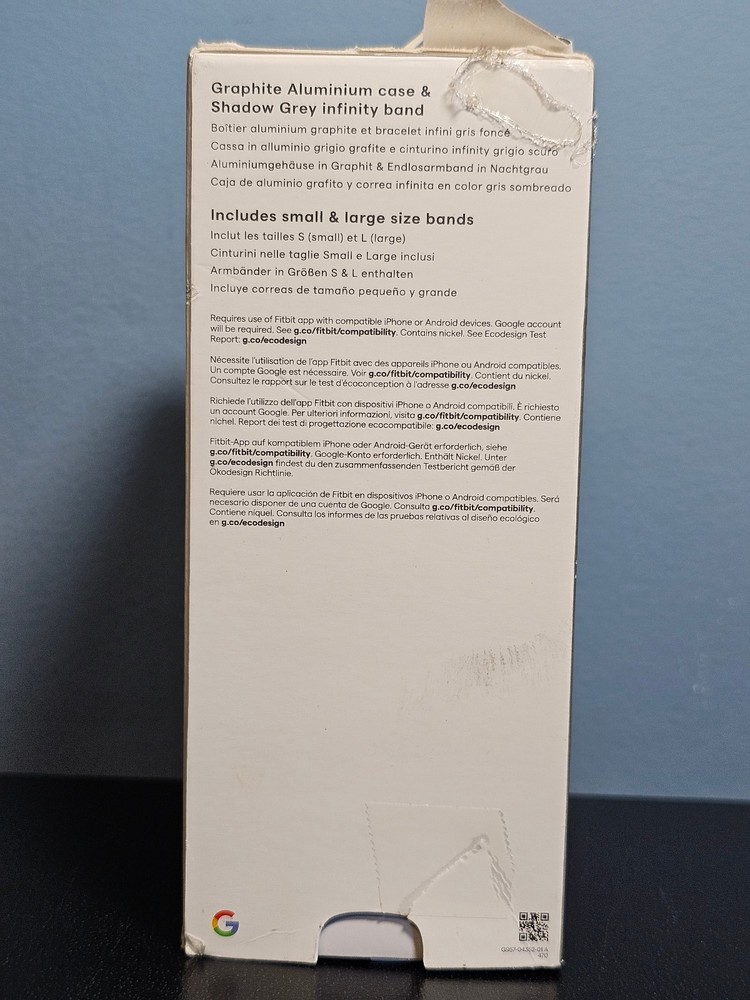 Graphite Aluminium case &
Shadow Grey infinity band
Boîtier aluminium graphite et bracelet infini gris foncé
Cassa in alluminio grigio grafite e cinturino infinity grigio scuro
Aluminiumgehäuse in Graphit & Endlosarmband in Nachtgrau
Caja de aluminio grafito y correa infinita en color gris sombreado
Includes small & large size bands
Inclut les tailles S (small) et L (large)
Cinturini nelle taglie Small e Large inclusi
Armbänder in Größen S & L enthalten
Incluye correas de tamaño pequeño y grande
Requires use of Fitbit app with compatible iPhone or Android devices. Google account
will be required. See g.co/fitbit/compatibility. Contains nickel. See Ecodesign Test
Report: g.co/ecodesign
Nécessite l'utilisation de l'app Fitbit avec des appareils iPhone ou Android compatibles.
Un compte Google est nécessaire. Voir g.co/fitbit/compatibility. Contient du nickel.
Consultez le rapport sur le test d'écoconception à l'adresse g.co/ecodesign
Richiede l'utilizzo dell'app Fitbit con dispositivi iPhone o Android compatibili. È richiesto
un account Google. Per ulteriori informazioni, visita g.co/fitbit/compatibility. Contiene
nichel. Report dei test di progettazione ecocompatibile: g.co/ecodesign
Fitbit-App auf kompatiblem iPhone oder Android-Gerät erforderlich, siehe
g.co/fitbit/compatibility. Google-Konto erforderlich. Enthält Nickel. Unter
g.co/ecodesign findest du den zusammenfassenden Testbericht gemäß der
Ökodesign Richtlinie.
Requiere usar la aplicación de Fitbit en dispositivos iPhone o Android compatibles. Será
necesario disponer de una cuenta de Google. Consulta g.co/fitbit/compatibility.
Contiene níquel. Consulta los informes de las pruebas relativas al diseño ecológico
en g.co/ecodesign
G
470